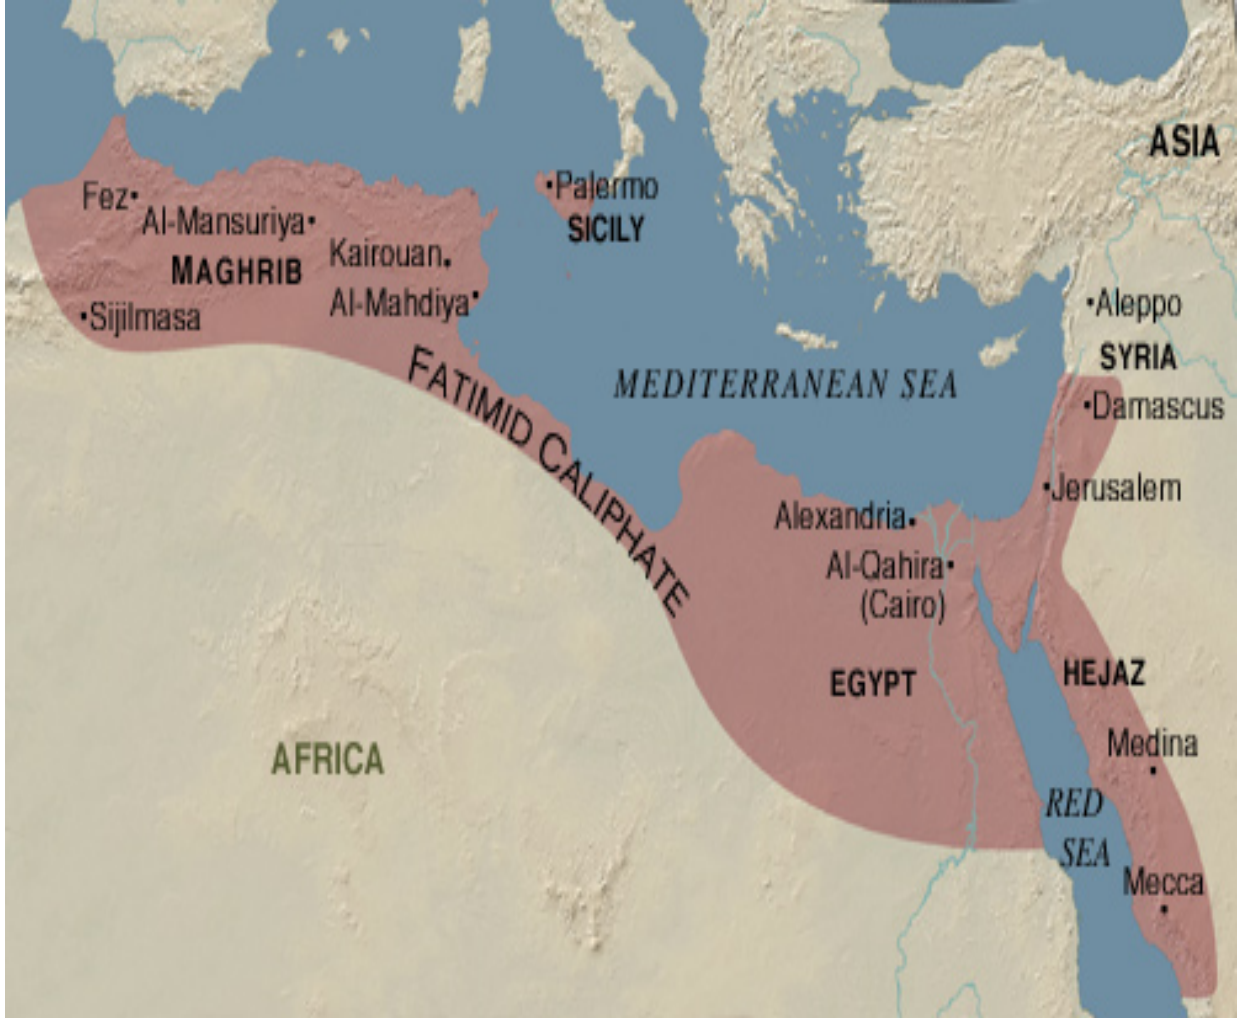 ASIA
Fez
Palermo
Al-Mansuriya
SICILY
Kairouan
MAGHRIB
Al-Mahdiya
Aleppo
Sijilmasa
SYRIA
FATIMID CALIPHATE
MEDITERRANEAN SEA
Damascus
Jerusalem
Alexandria
Al-Qahira
(Cairo)
EGYPT
HEJAZ
Medina
AFRICA
RED
SEA
Mecca